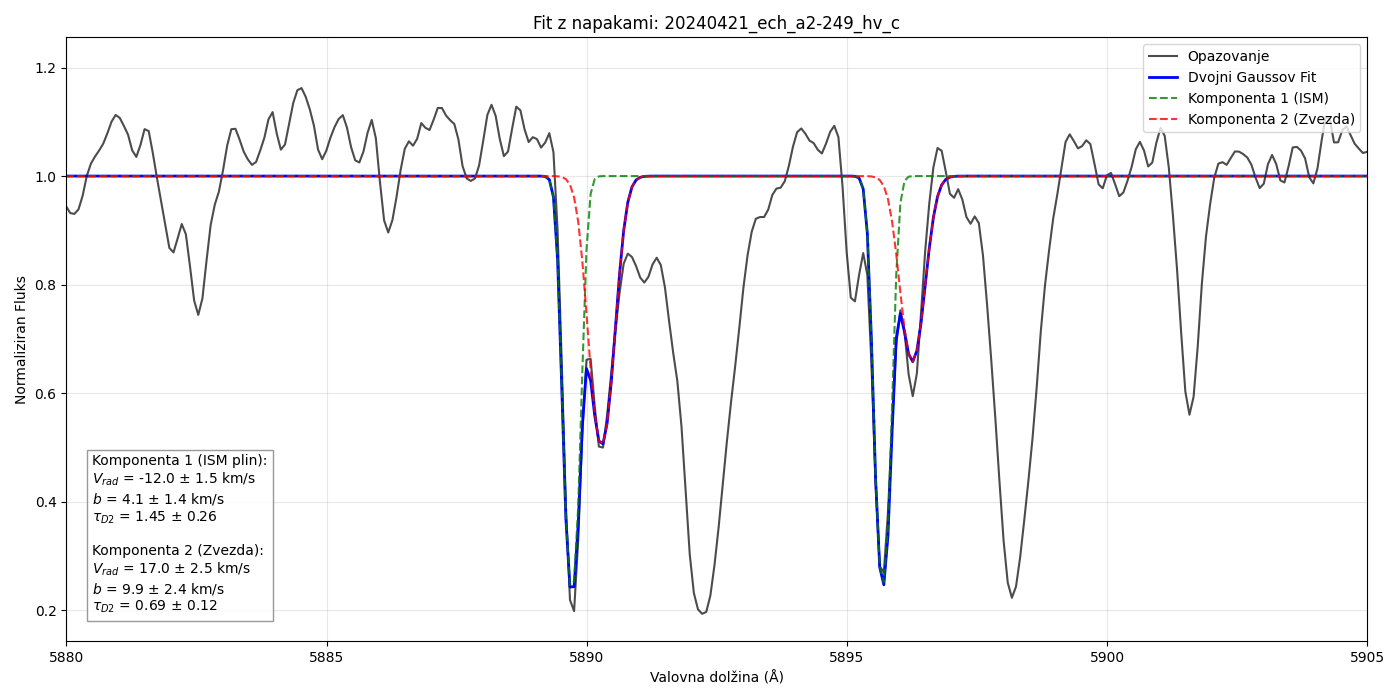 Fit z napakami: 20240421_ech_a2-249_hv_c
Normaliziran Fluks
1.2
1.0
0.8
0.6
0.4
0.2
Opazovanje
Dvojni Gaussov Fit
Komponenta 1 (ISM)
Komponenta 2 (Zvezda)
Komponenta 1 (ISM plin):
V_rad = -12.0 ± 1.5 km/s
b = 4.1 ± 1.4 km/s
τ_D2 = 1.45 ± 0.26
Komponenta 2 (Zvezda):
V_rad = 17.0 ± 2.5 km/s
b = 9.9 ± 2.4 km/s
τ_D2 = 0.69 ± 0.12
5880 5885 5890 5895 5900 5905
Valovna dolžina (Å)